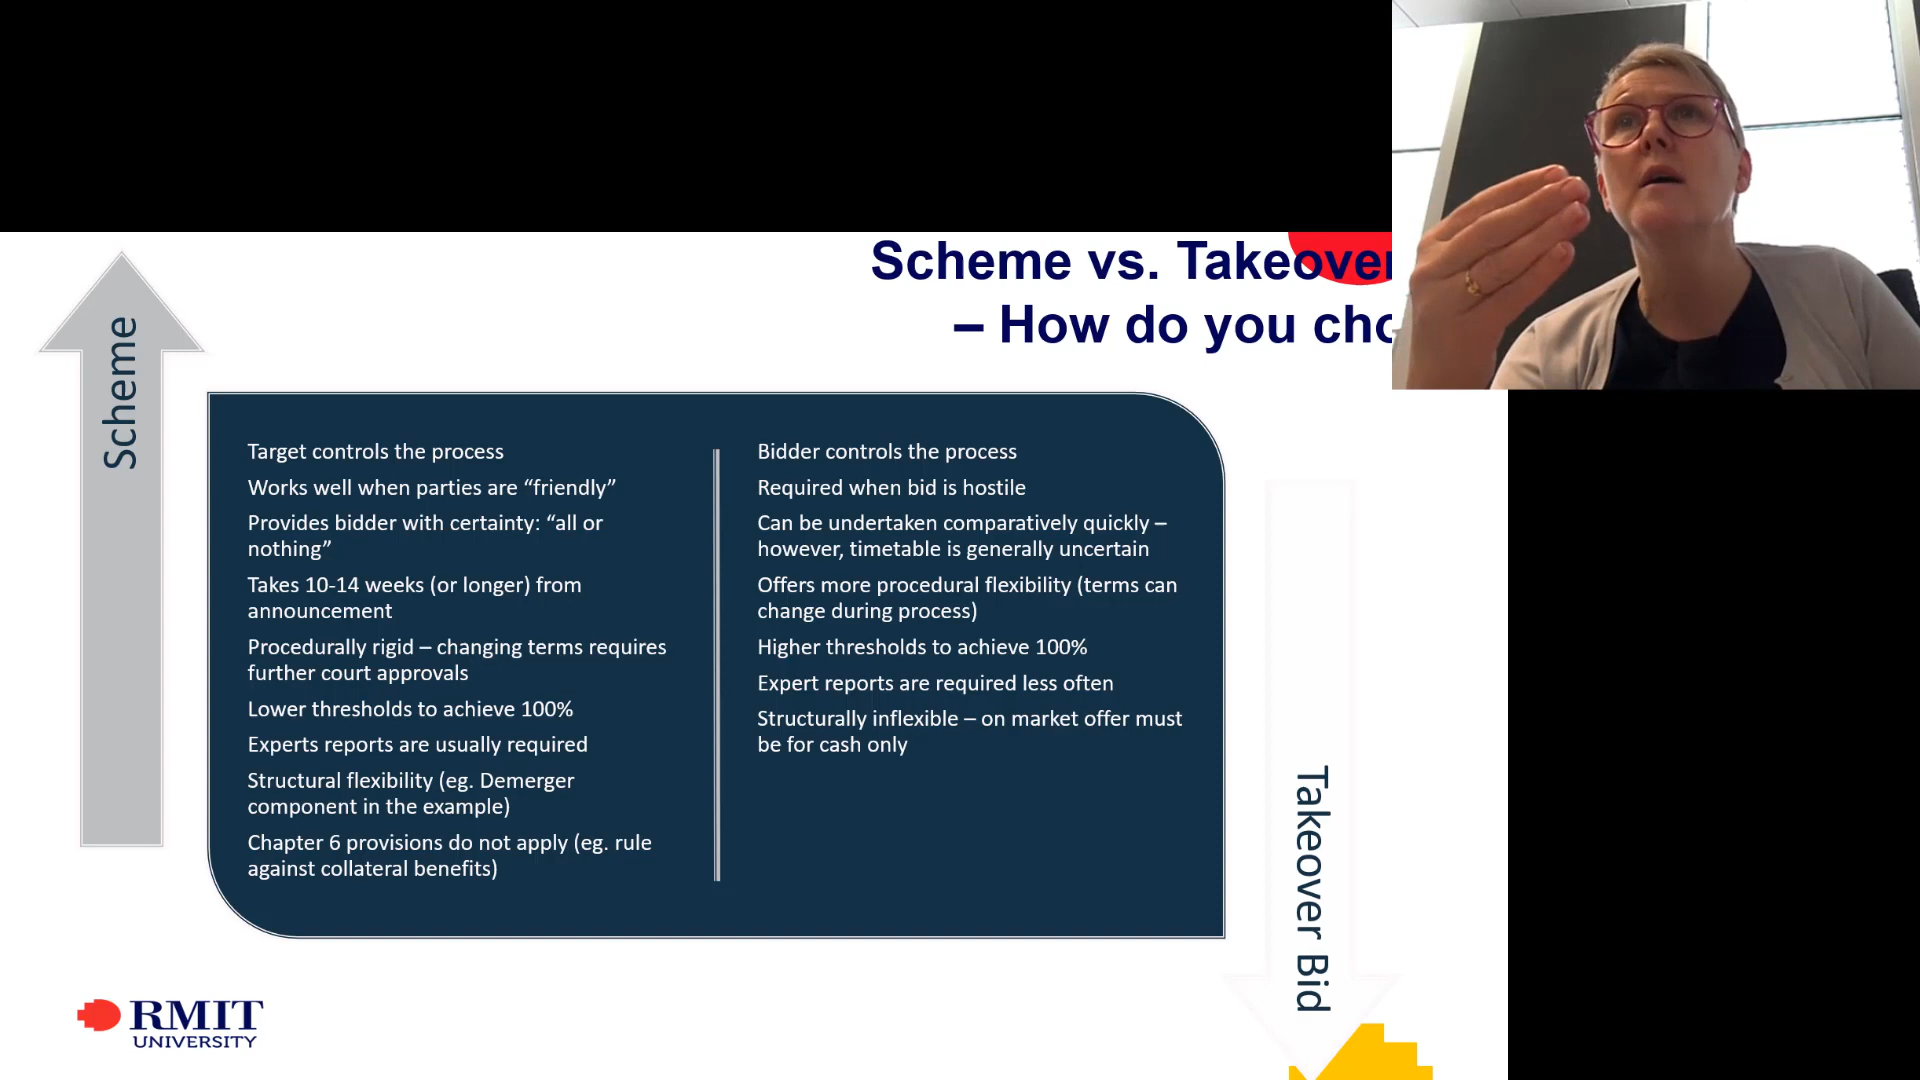 Scheme vs. Takeover
– How do you cho
Scheme
Target controls the process
Works well when parties are “friendly”
Provides bidder with certainty: “all or
nothing”
Takes 10-14 weeks (or longer) from
announcement
Procedurally rigid – changing terms requires
further court approvals
Lower thresholds to achieve 100%
Experts reports are usually required
Structural flexibility (eg. Demerger
component in the example)
Chapter 6 provisions do not apply (eg. rule
against collateral benefits)
Bidder controls the process
Required when bid is hostile
Can be undertaken comparatively quickly –
however, timetable is generally uncertain
Offers more procedural flexibility (terms can
change during process)
Higher thresholds to achieve 100%
Expert reports are required less often
Structurally inflexible – on market offer must
be for cash only
Takeover Bid
RMIT
UNIVERSITY